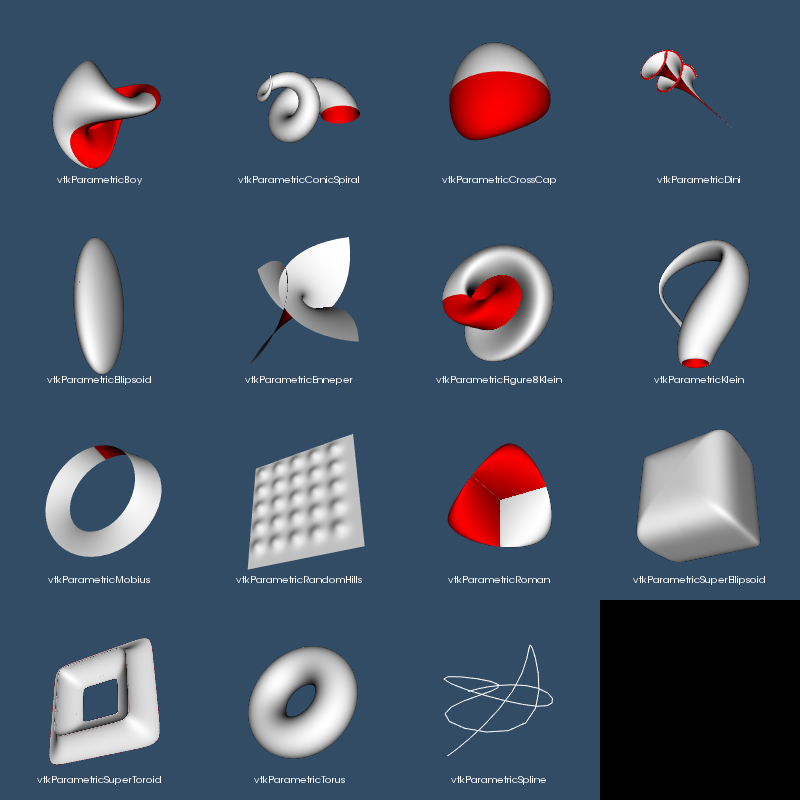 vtkParametricBoy
vtkParametricConicSpiral
vtkParametricCrossCap
vtkParametricDini
vtkParametricEllipsoid
vtkParametricEnneper
vtkParametricFigure8Klein
vtkParametricKlein
vtkParametricMobius
vtkParametricRandomHills
vtkParametricRoman
vtkParametricSuperEllipsoid
vtkParametricSuperToroid
vtkParametricTorus
vtkParametricSpline